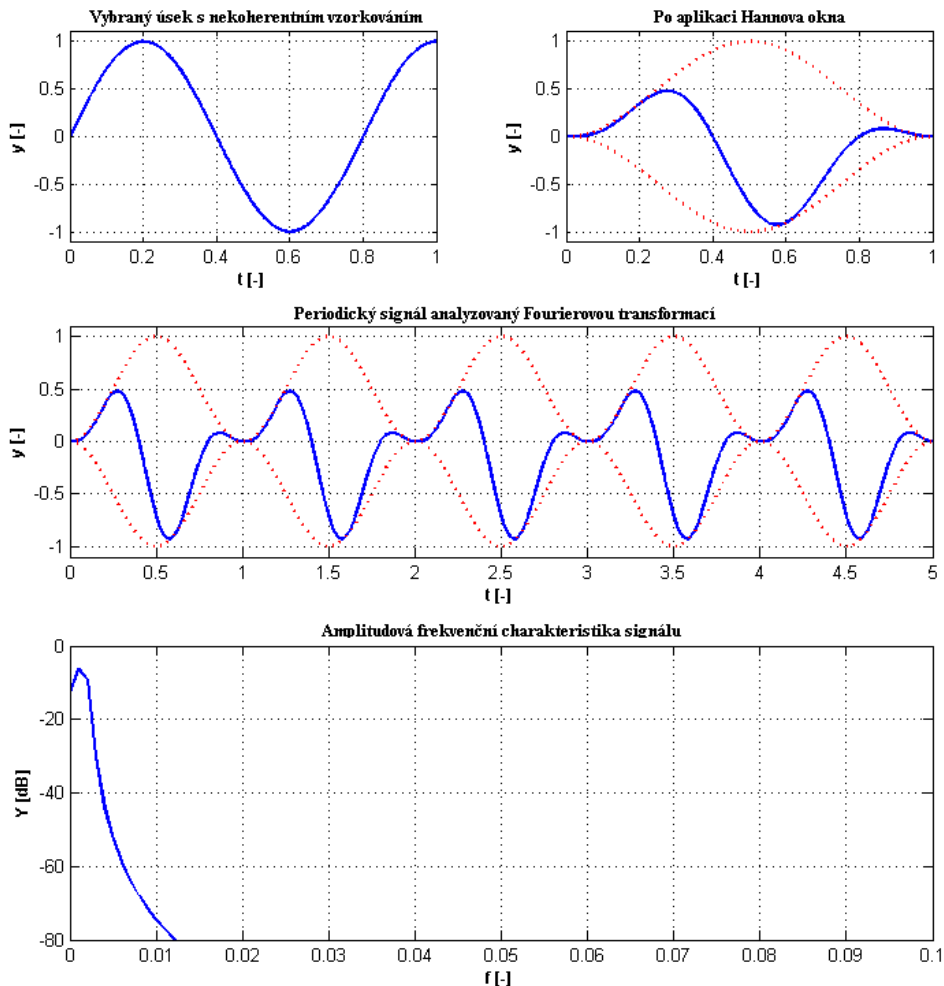 Vybraný úsek s nekoherentním vzorkováním
1
0.5
0
-0.5
-1
y [-]
0 0.2 0.4 0.6 0.8 1
t [-]
Po aplikaci Hannova okna
1
0.5
0
-0.5
-1
y [-]
0 0.2 0.4 0.6 0.8 1
t [-]
Periodický signál analyzovaný Fourierovou transformací
1
0.5
0
-0.5
-1
y [-]
0 0.5 1 1.5 2 2.5 3 3.5 4 4.5 5
t [-]
Amplitudová frekvenční charakteristika signálu
0
-20
-40
-60
-80
Y [dB]
0 0.01 0.02 0.03 0.04 0.05 0.06 0.07 0.08 0.09 0.1
f [-]